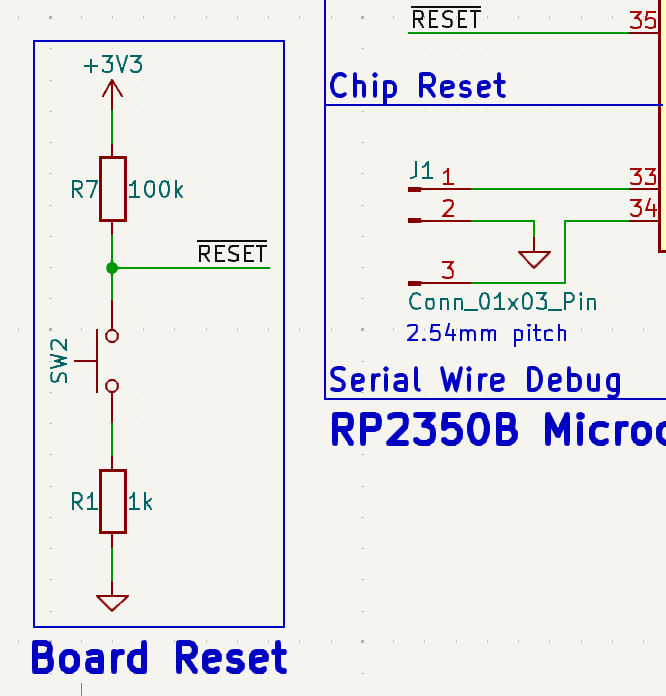 +3V3
R7
100k
RESET
SW2
R1
1k
Board Reset
RESET
35
Chip Reset
J1
1
33
2
34
3
Conn_01x03_Pin
2.54mm pitch
Serial Wire Debug
RP2350B Microc